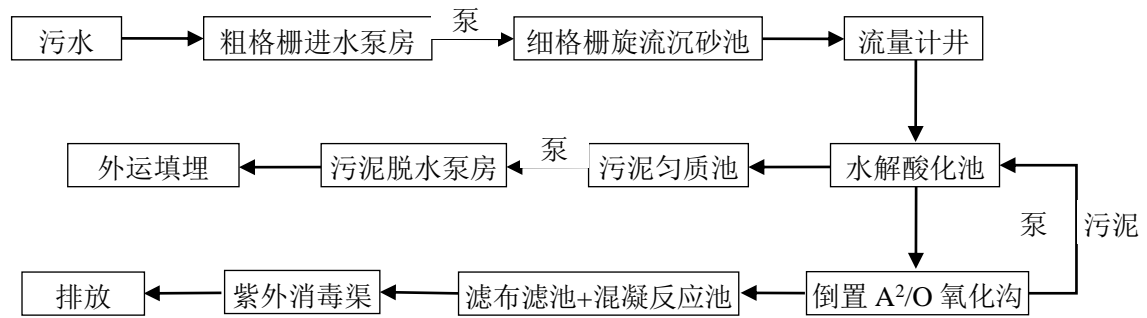 污水
粗格栅进水泵房
泵
细格栅旋流沉砂池
流量计井
外运填埋
污泥脱水泵房
泵
污泥匀质池
水解酸化池
泵
污泥
排放
紫外消毒渠
滤布滤池+混凝反应池
倒置 A²/O 氧化沟